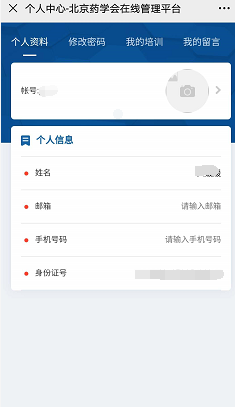 个人中心-北京药学会在线管理平台
个人资料 修改密码 我的培训 我的留言
帐号:
个人信息
姓名
邮箱 请输入邮箱
手机号码 请输入手机号码
身份证号